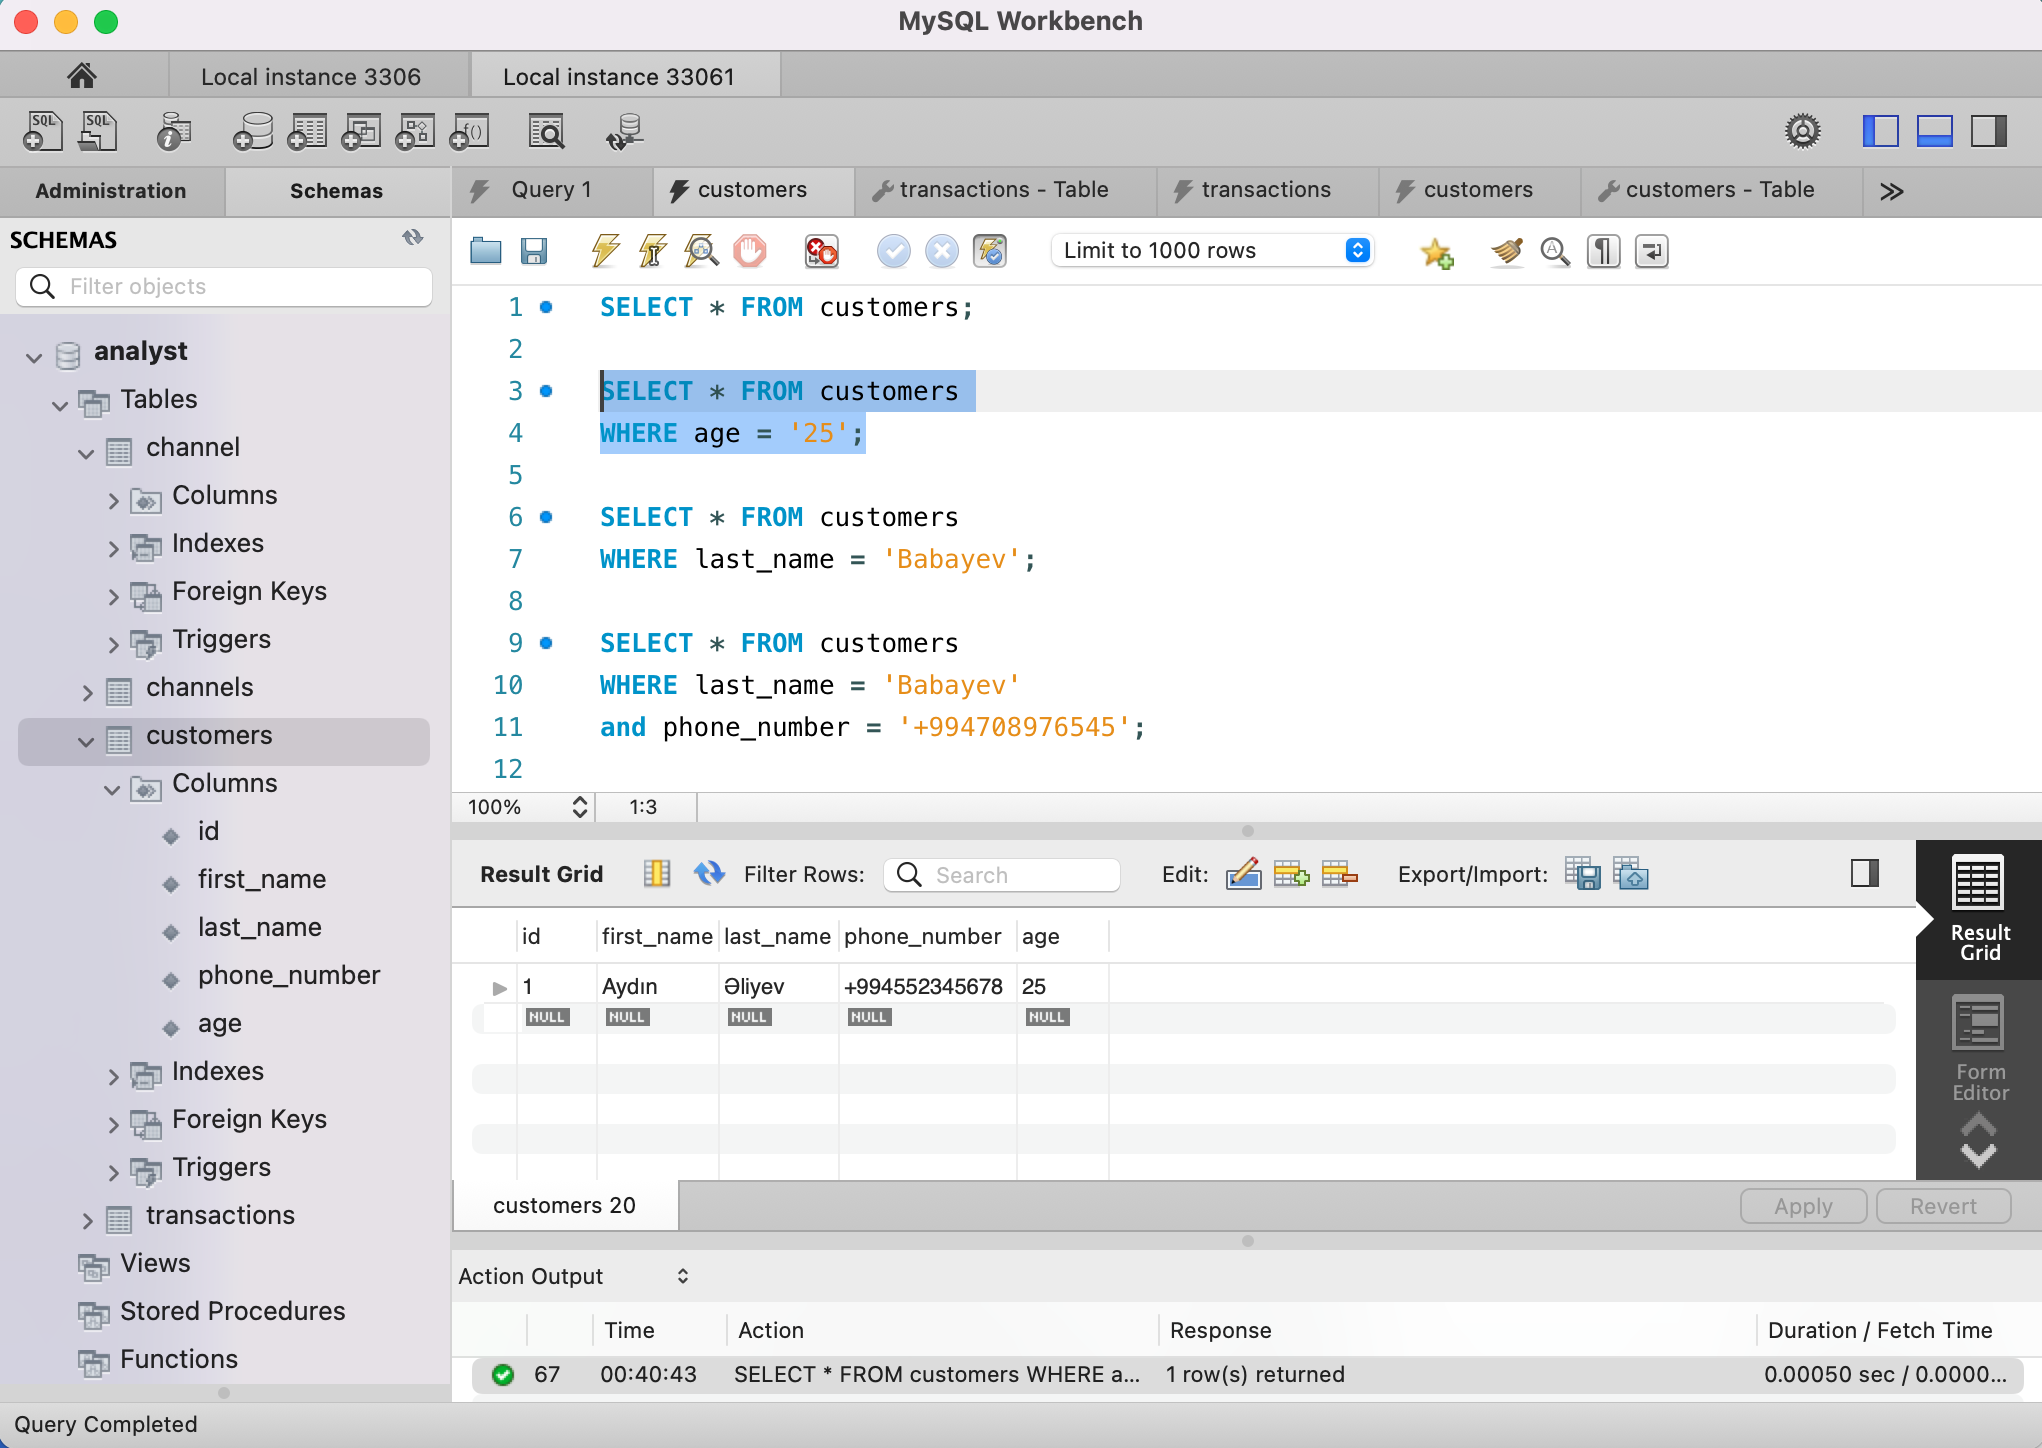 MySQL Workbench
Local instance 3306
Local instance 33061
SQL
SQL
f()
Administration
Schemas
Query 1
customers
transactions - Table
transactions
customers
customers - Table
SCHEMAS
Filter objects
analyst
Tables
channel
Columns
Indexes
Foreign Keys
Triggers
channels
customers
Columns
id
first_name
last_name
phone_number
age
Indexes
Foreign Keys
Triggers
transactions
Views
Stored Procedures
Functions
Limit to 1000 rows
1 SELECT * FROM customers;
2
3 SELECT * FROM customers
4 WHERE age = '25';
5
6 SELECT * FROM customers
7 WHERE last_name = 'Babayev';
8
9 SELECT * FROM customers
10 WHERE last_name = 'Babayev'
11 and phone_number = '+994708976545';
12
100% 1:3
Result Grid Filter Rows: Search Edit: Export/Import:
id first_name last_name phone_number age
1 Aydın Əliyev +994552345678 25
NULL NULL NULL NULL NULL
Result
Grid
Form
Editor
customers 20
Apply Revert
Action Output
Time Action Response Duration / Fetch Time
67 00:40:43 SELECT * FROM customers WHERE a... 1 row(s) returned 0.00050 sec / 0.0000...
Query Completed